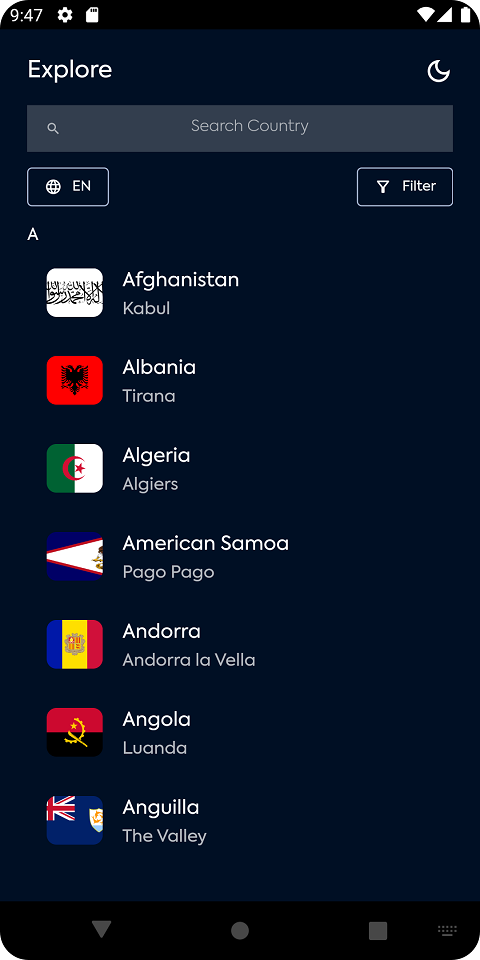 9:47
Explore
Search Country
EN
Filter
A
Afghanistan
Kabul
Albania
Tirana
Algeria
Algiers
American Samoa
Pago Pago
Andorra
Andorra la Vella
Angola
Luanda
Anguilla
The Valley